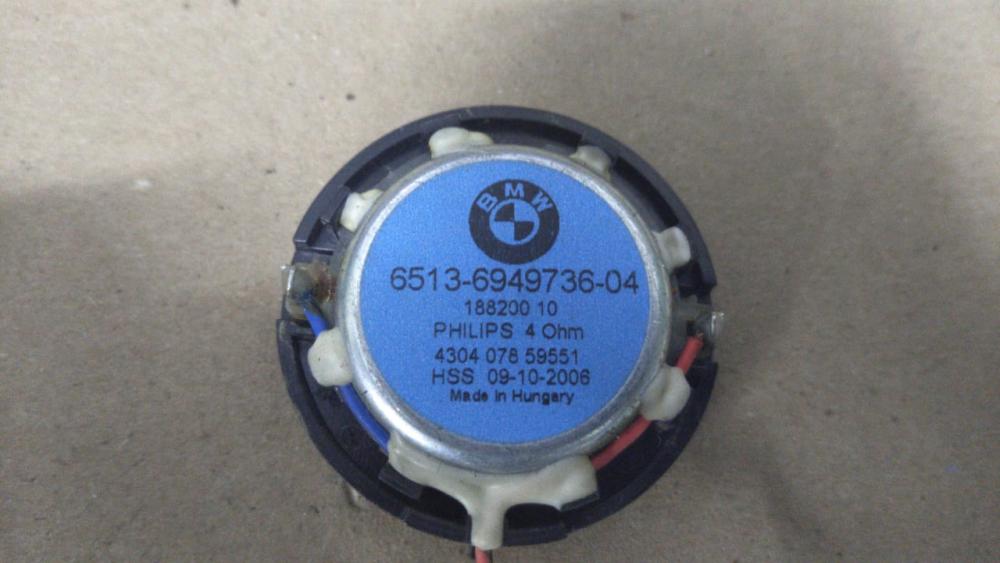 BMW
6513-6949736-04
188200 10
PHILIPS 4 Ohm
4304 078 59551
HSS 09-10-2006
Made in Hungary